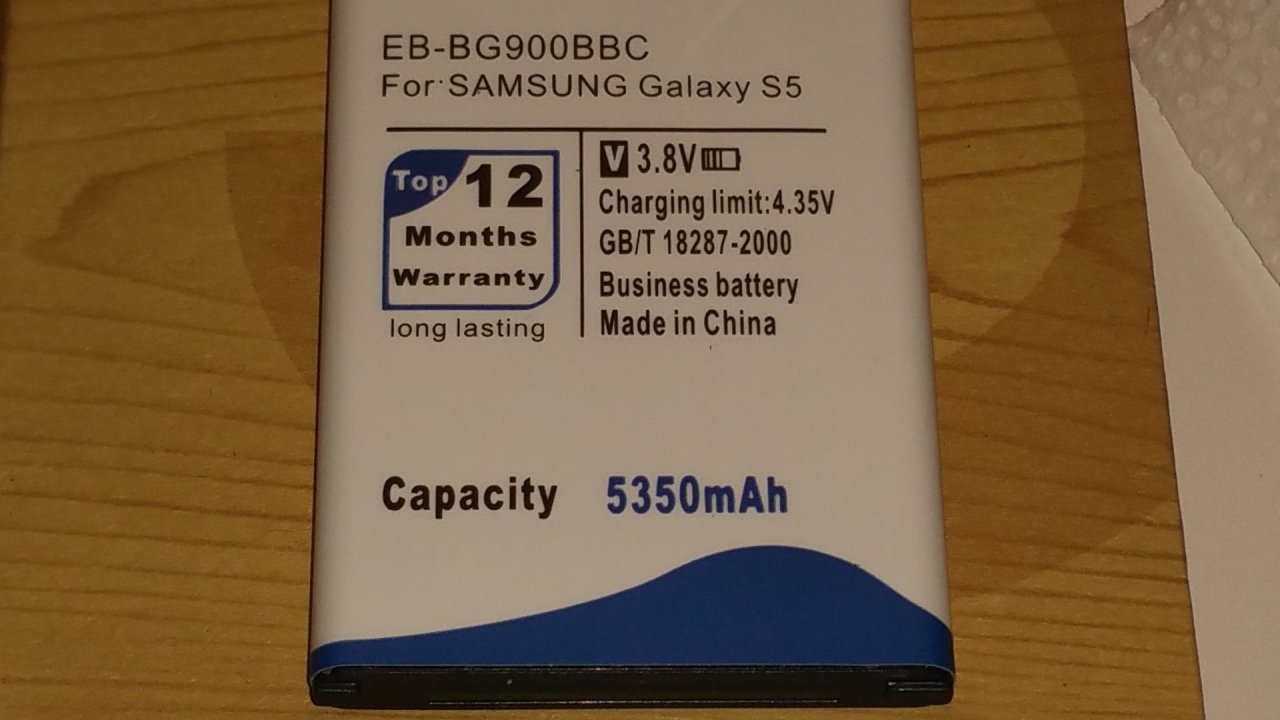 EB-BG900BBC
For SAMSUNG Galaxy S5
Top 12
Months
Warranty
long lasting
V 3.8V
Charging limit:4.35V
GB/T 18287-2000
Business battery
Made in China
Capacity 5350mAh